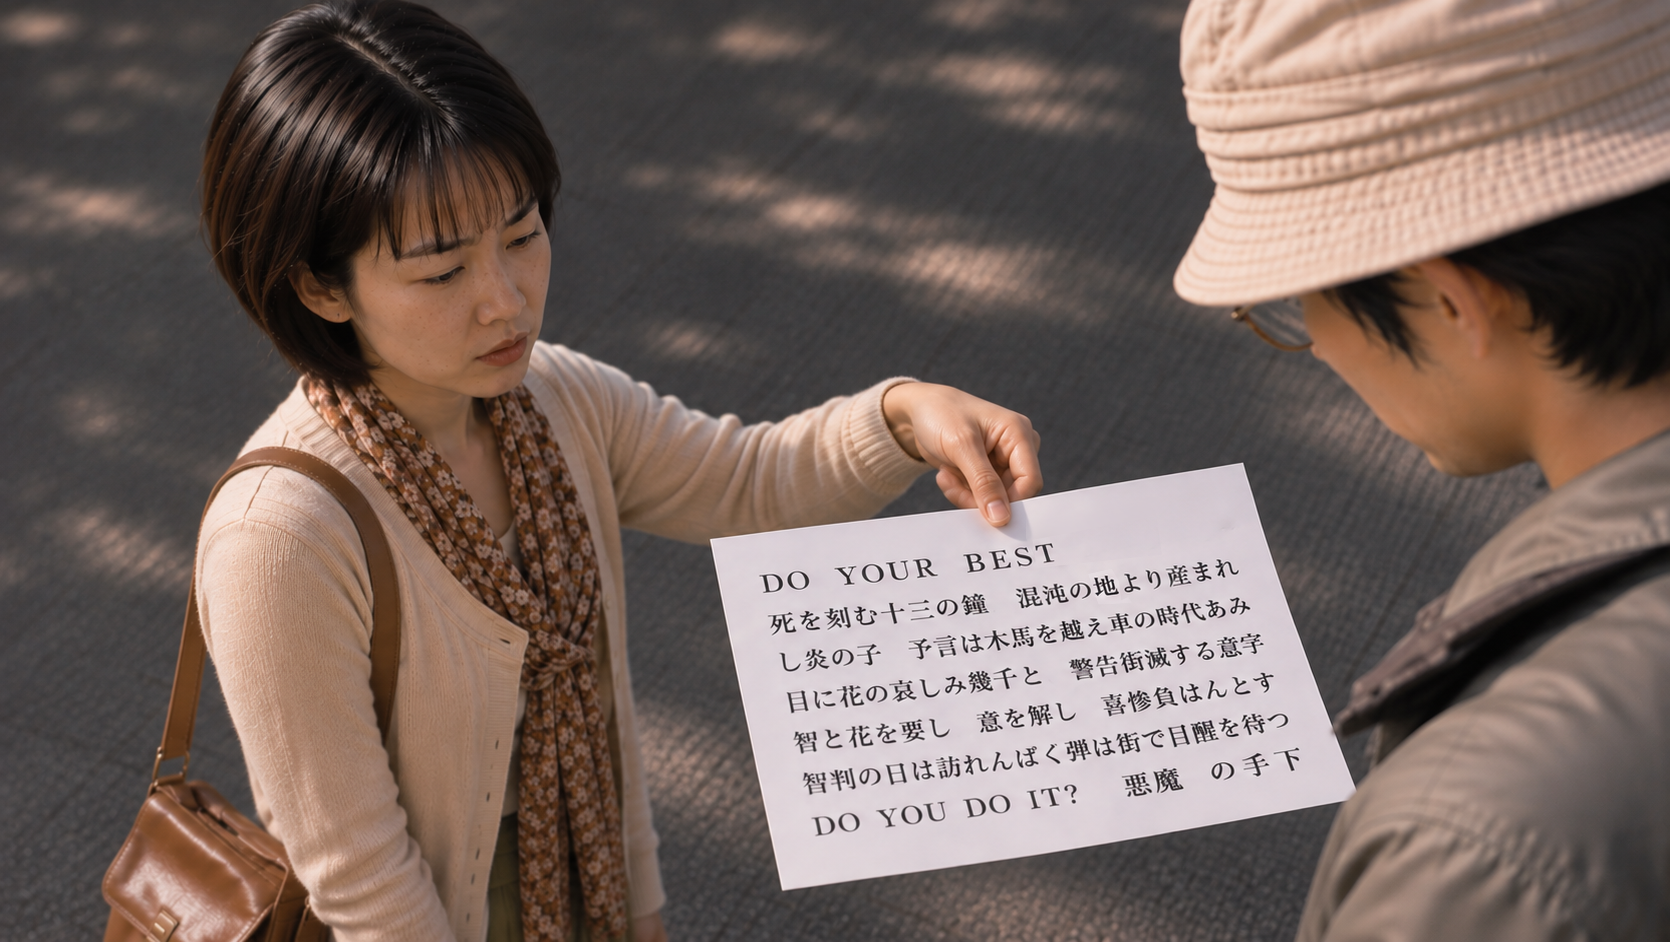 DO YOUR BEST
死を刻む十三の鐘　混沌の地より産まれ
し炎の子　予言は木馬を越え車の時代あみ
目に花の哀しみ幾千と　警告街滅する意字
智と花を要し　意を解し　喜惨負はんとす
智判の日は訪れんばく弾は街で目醒を待つ
DO YOU DO IT?　悪魔　の手下